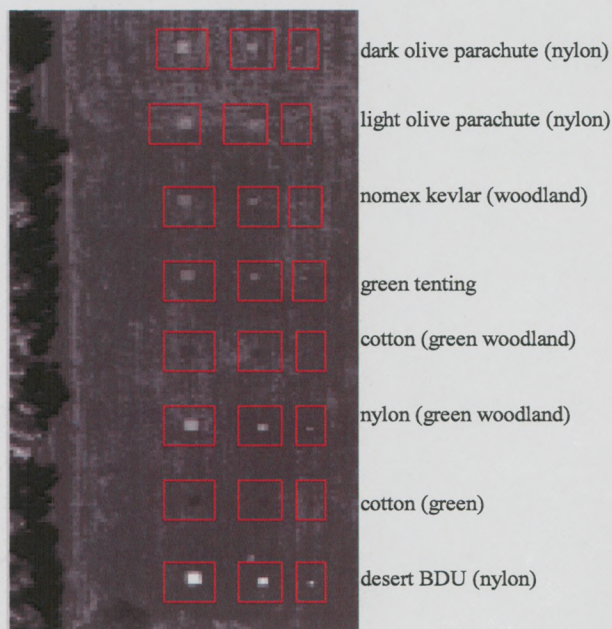 dark olive parachute (nylon)
light olive parachute (nylon)
nomex kevlar (woodland)
green tenting
cotton (green woodland)
nylon (green woodland)
cotton (green)
desert BDU (nylon)